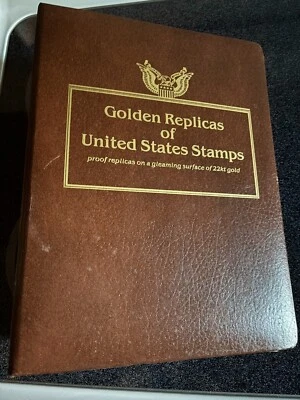 Golden Replicas
of
United States Stamps
proof replicas on a gleaming surface of 22kt gold